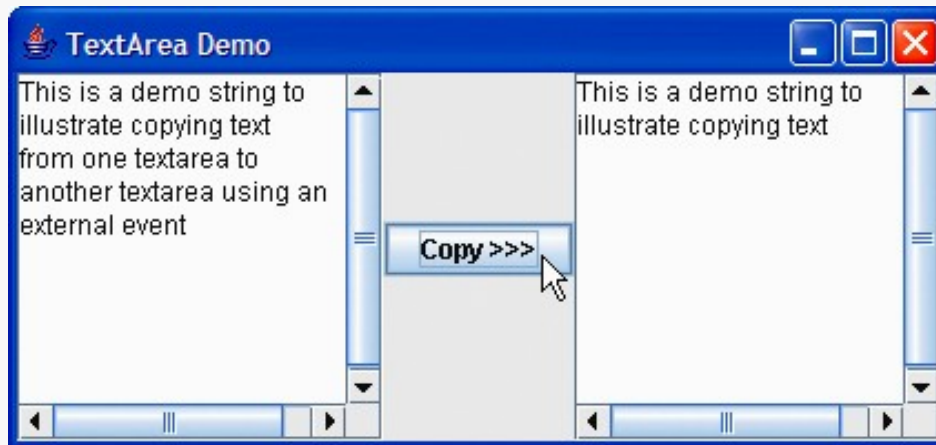 TextArea Demo
This is a demo string to
illustrate copying text
from one textarea to
another textarea using an
external event
Copy >>>
This is a demo string to
illustrate copying text